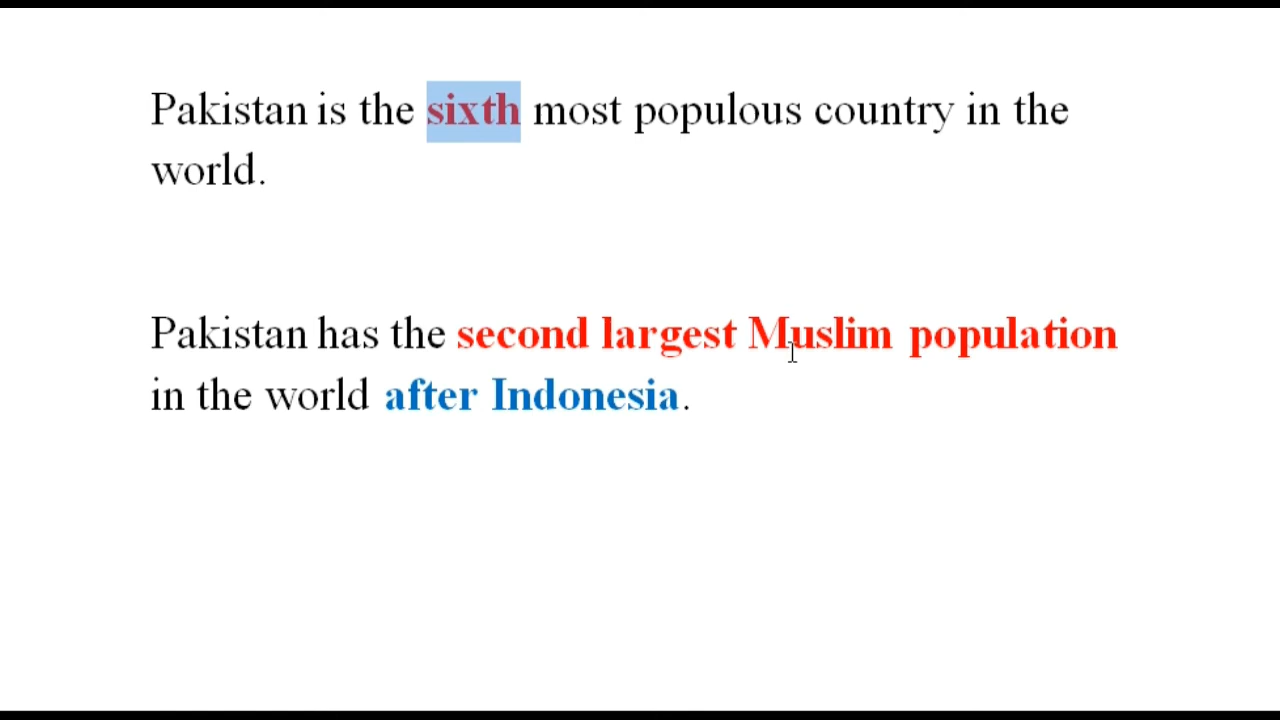 Pakistan is the sixth most populous country in the
world.
Pakistan has the second largest Muslim population
in the world after Indonesia.